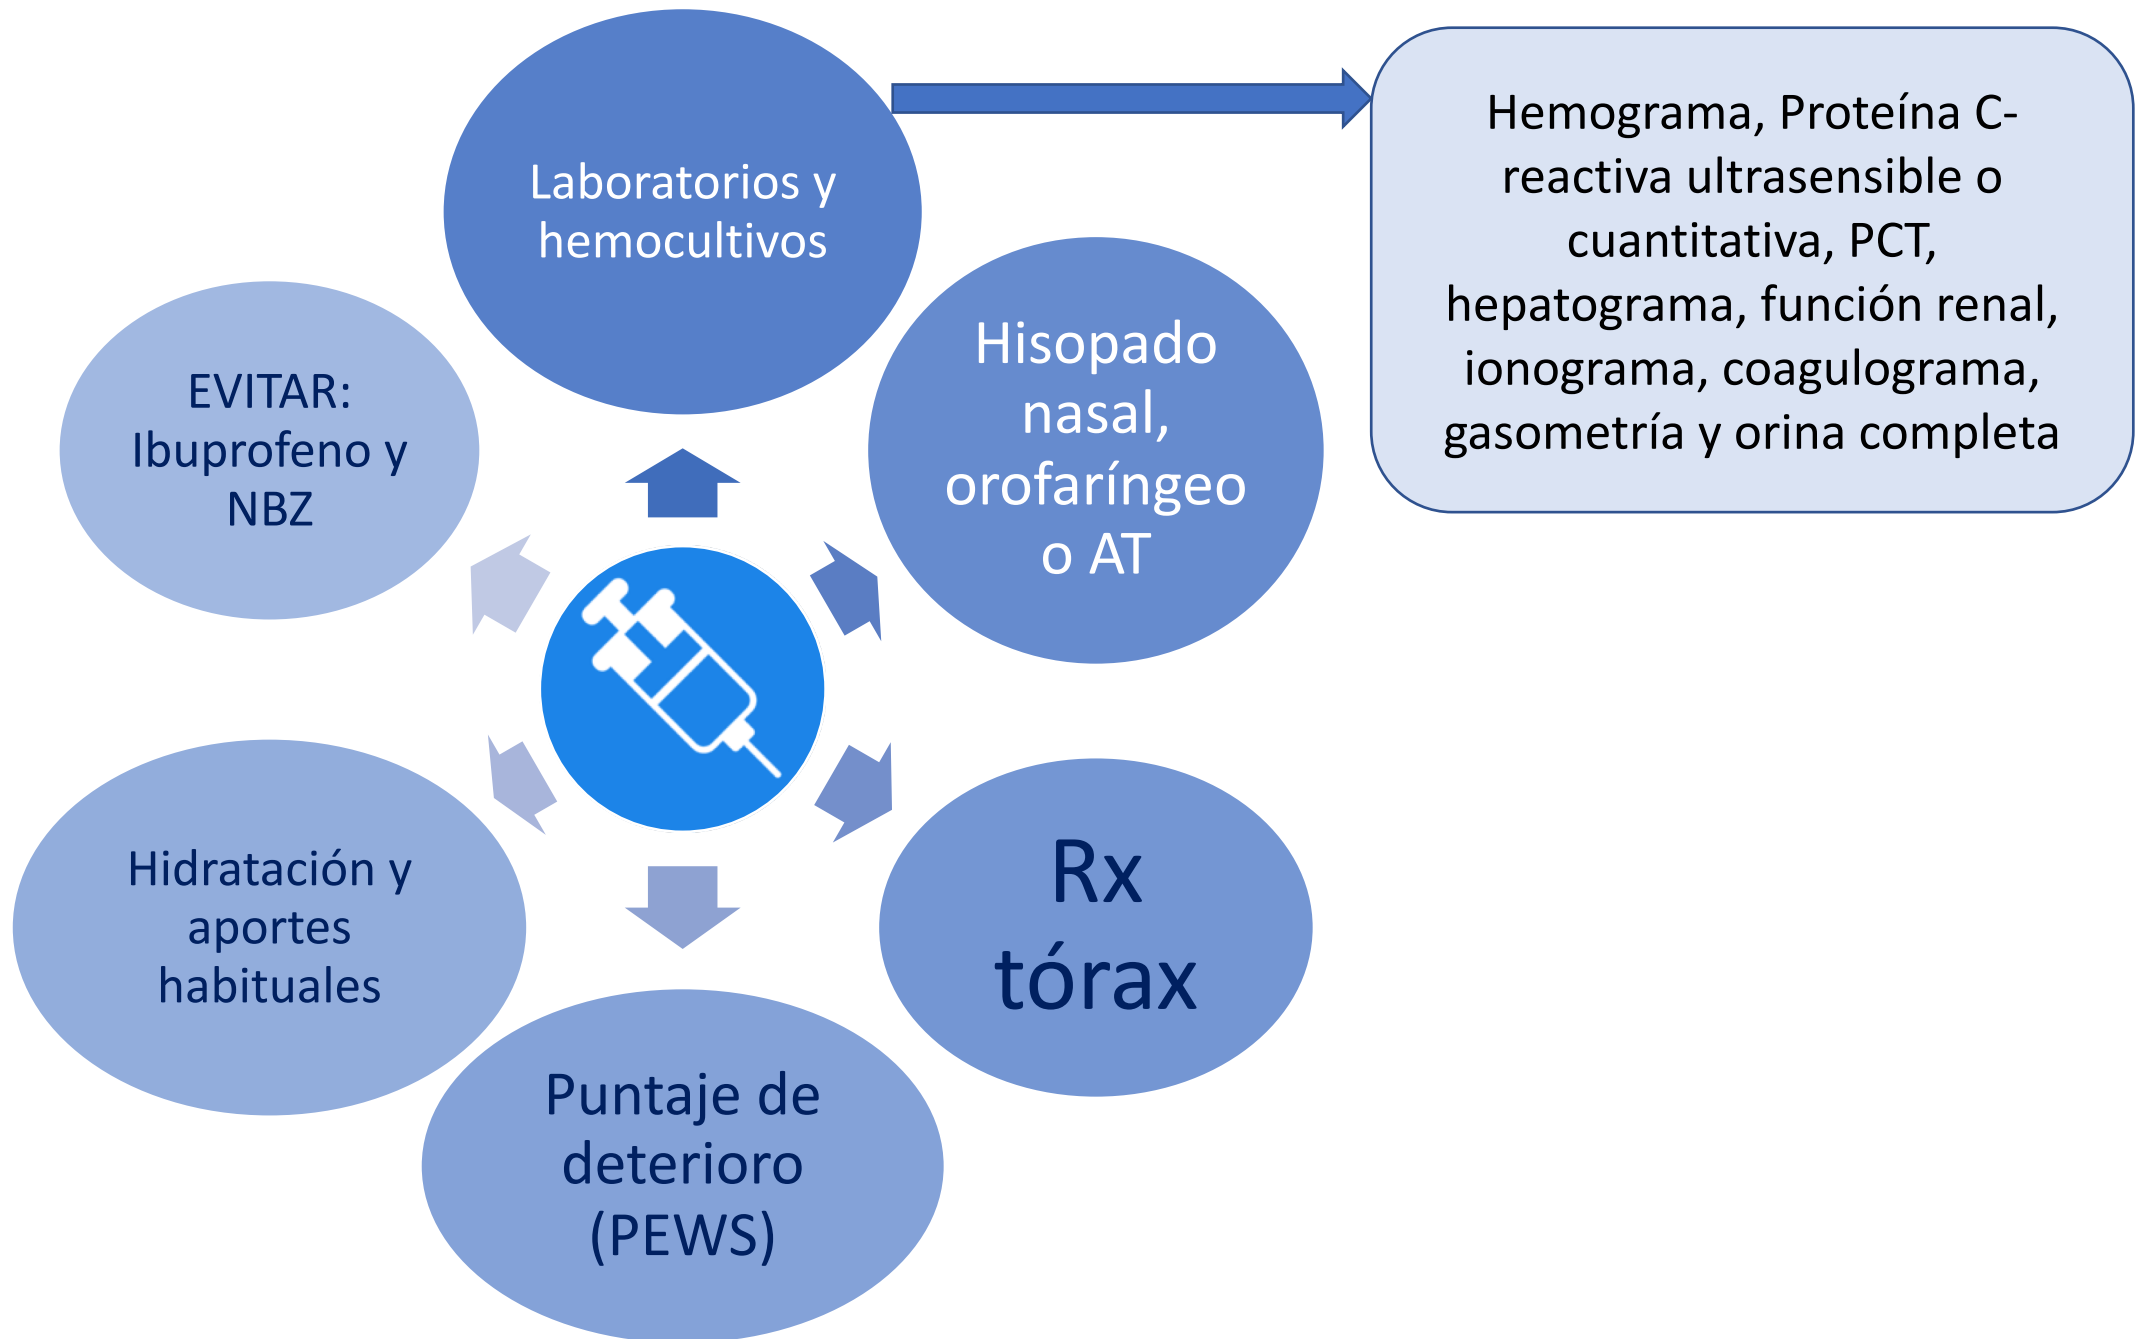 Laboratorios y
hemocultivos
Hemograma, Proteína C-
reactiva ultrasensible o
cuantitativa, PCT,
hepatograma, función renal,
ionograma, coagulograma,
gasometría y orina completa
Hisopado
nasal,
orofaríngeo
o AT
Rx
tórax
Puntaje de
deterioro
(PEWS)
Hidratación y
aportes
habituales
EVITAR:
Ibuprofeno y
NBZ